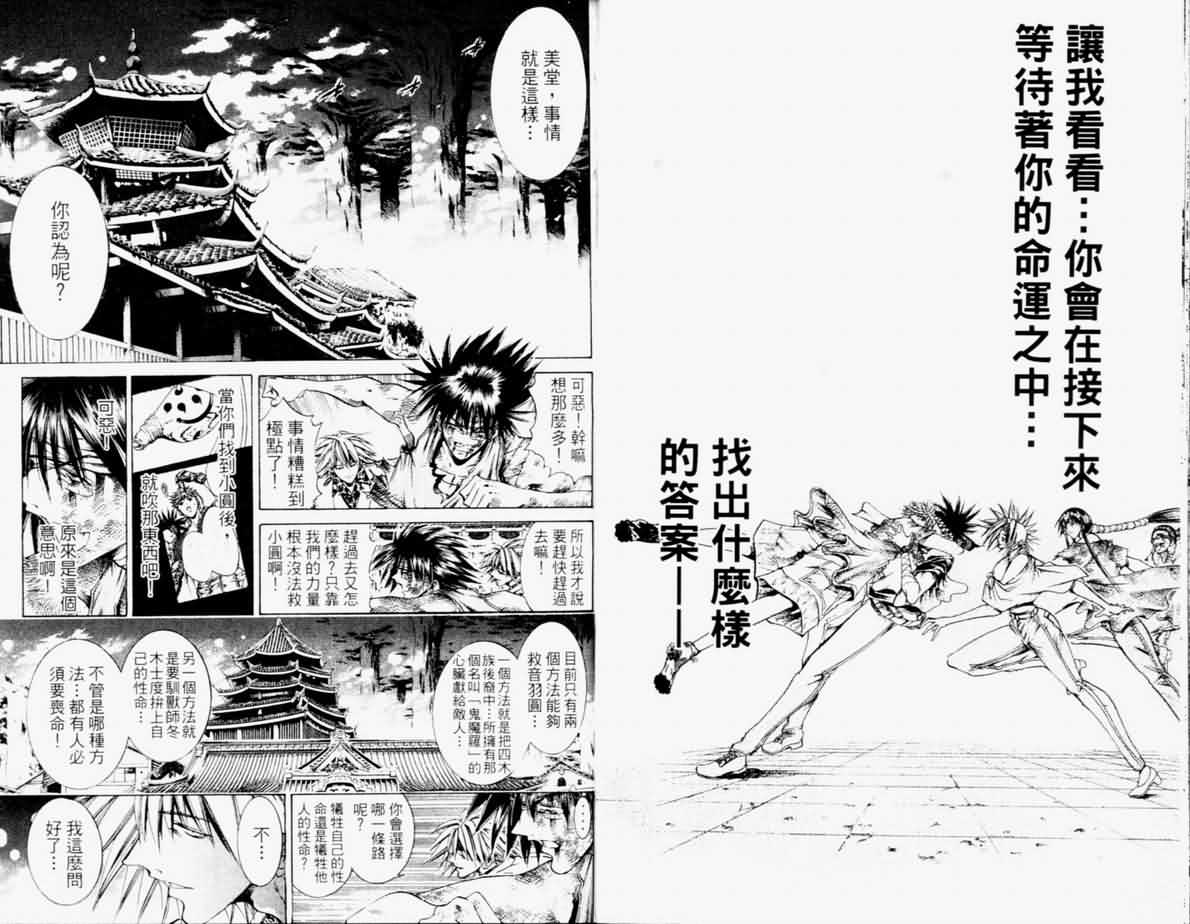 讓我看看…你會在接下來
等待著你的命運之中…
找出什麼樣
的答案——
美堂，事情
就是這樣…
你認為呢？
可惡！幹嘛
想那麼多！
事情糟糕到
極點了！
所以我才說
要趕快趕過
去嘛！
趕過去又怎
麼樣？只靠
我們的力量
根本沒法救
小圓啊！
當你們找到小圓後
就吹那東西吧！
可惡！
原來是這個
意思啊！
目前只有兩
個方法能夠
救音羽圓…
一個方法就是把四木
族後裔中…所擁有那
個名叫「鬼魔羅」的
心臟獻給敵人…
另一個方法就
是要馴獸師冬
木士度拚上自
己的性命…
不管是哪種方
法…都有人必
須要喪命！
…
你會選擇
哪一條路
呢？
犧牲自己的性
命還是犧牲他
人的性命？
不…
我這麼問
好了…